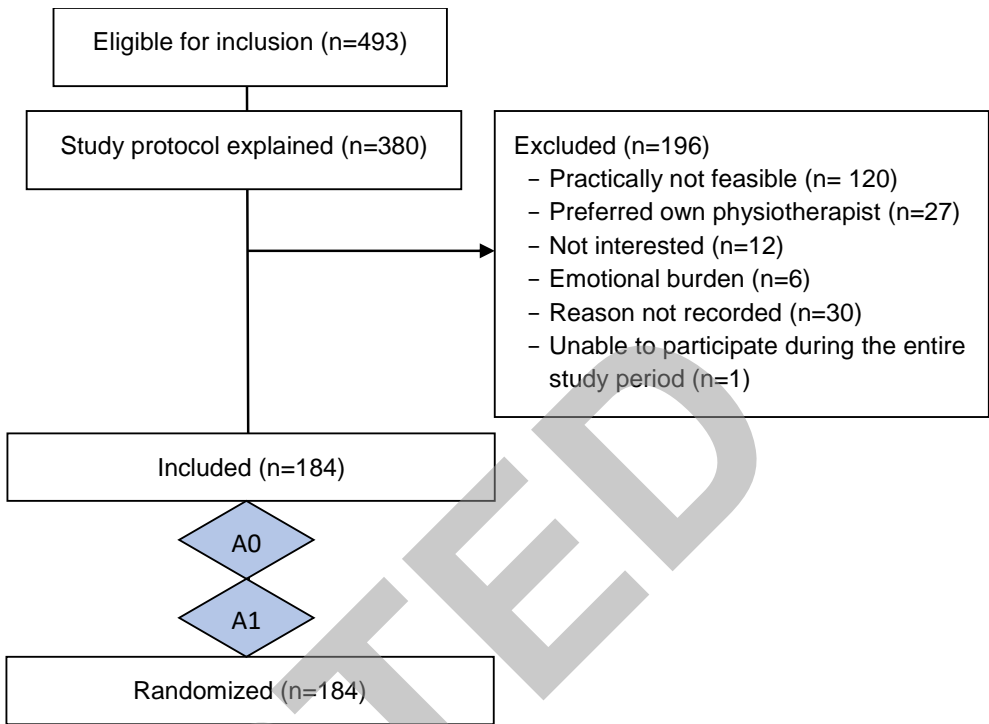 Eligible for inclusion (n=493)
Study protocol explained (n=380)
Excluded (n=196)
– Practically not feasible (n= 120)
– Preferred own physiotherapist (n=27)
– Not interested (n=12)
– Emotional burden (n=6)
– Reason not recorded (n=30)
– Unable to participate during the entire
study period (n=1)
Included (n=184)
A0
A1
Randomized (n=184)
TED